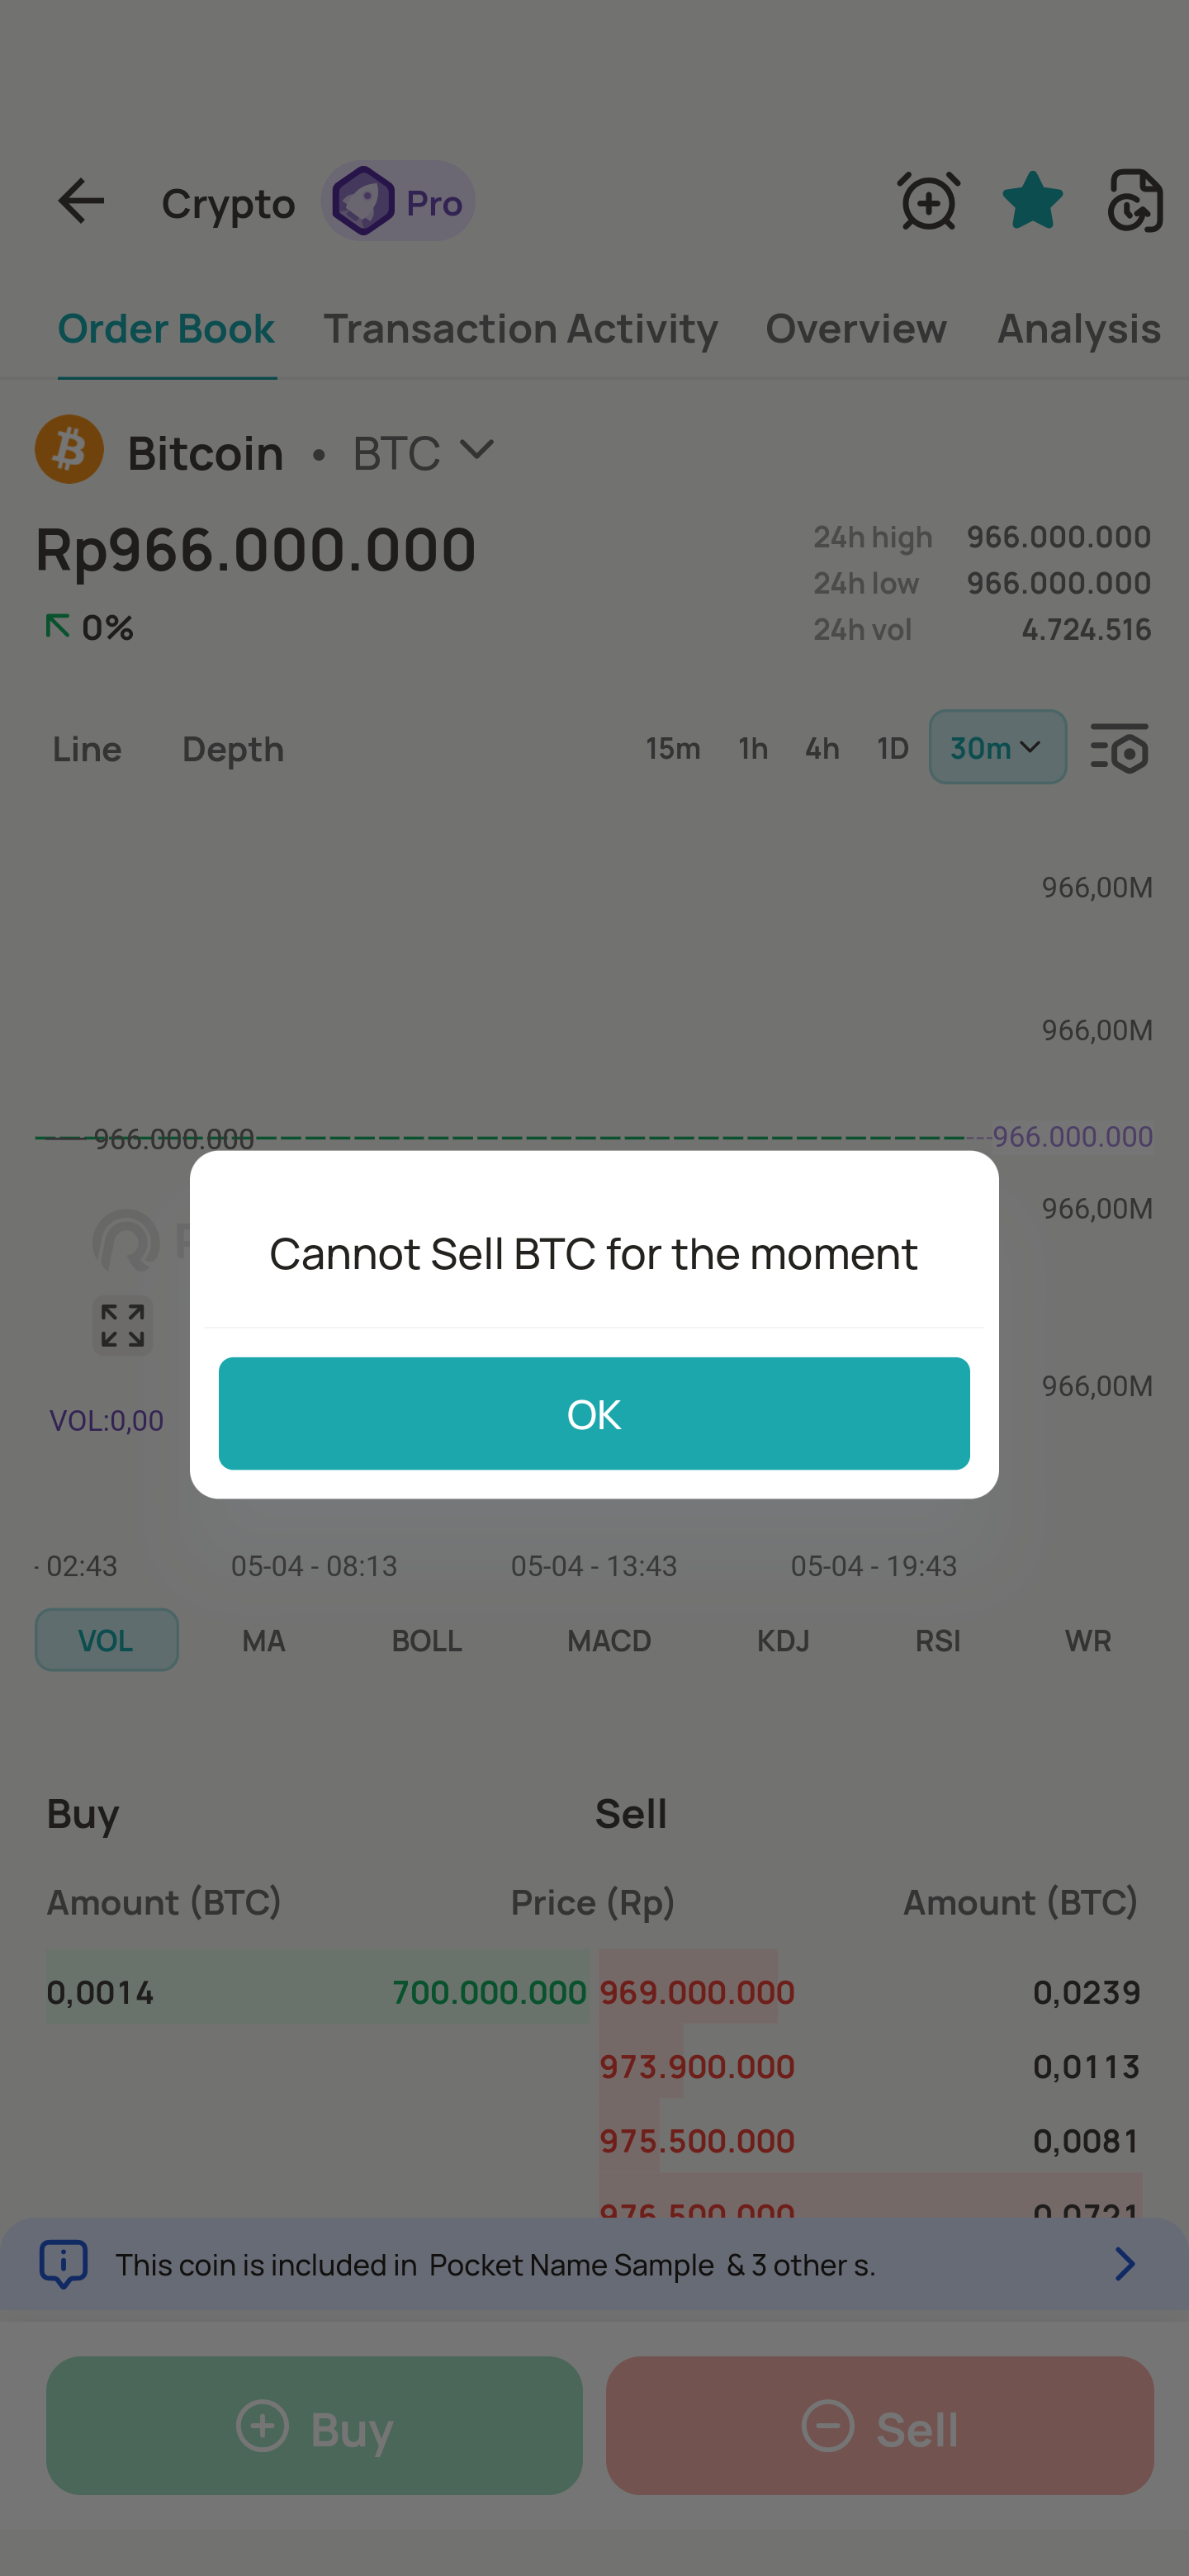 Crypto
Pro
Order Book Transaction Activity Overview Analysis
Bitcoin • BTC
Rp966.000.000
24h high 966.000.000
24h low 966.000.000
0%
24h vol 4.724.516
Line Depth 15m 1h 4h 1D 30m
966,00M
966,00M
966.000.000 966.000.000
966,00M
Cannot Sell BTC for the moment
966,00M
OK
VOL:0,00
- 02:43 05-04 - 08:13 05-04 - 13:43 05-04 - 19:43
VOL MA BOLL MACD KDJ RSI WR
Buy Sell
Amount (BTC) Price (Rp) Amount (BTC)
0,0014 700.000.000 969.000.000 0,0239
973.900.000 0,0113
975.500.000 0,0081
976.500.000 0,0721
This coin is included in Pocket Name Sample & 3 other s.
Buy Sell